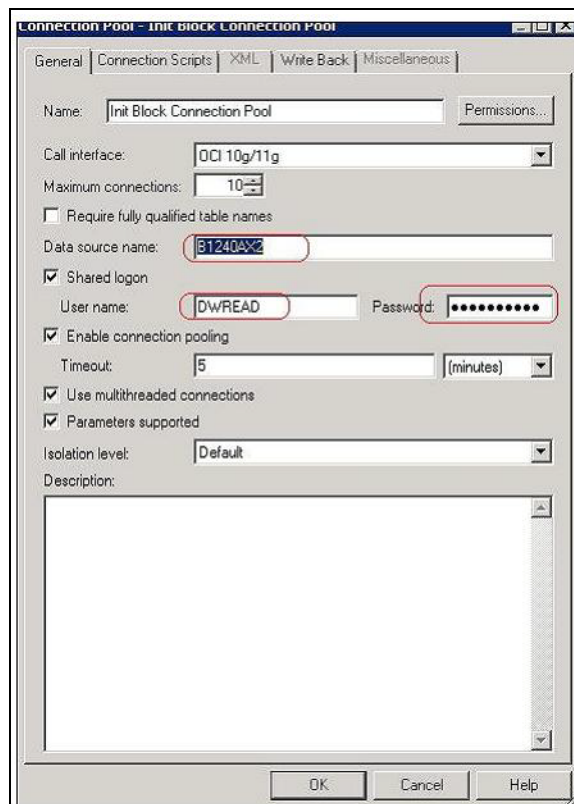 Connection Pool - Init Block Connection Pool
General Connection Scripts XML Write Back Miscellaneous
Name: Init Block Connection Pool Permissions...
Call interface: OCI 10g/11g
Maximum connections: 10
Require fully qualified table names
Data source name: B1240AX2
Shared logon
User name: DWREAD Password: ●●●●●●●●●●
Enable connection pooling
Timeout: 5 (minutes)
Use multithreaded connections
Parameters supported
Isolation level: Default
Description:
OK Cancel Help